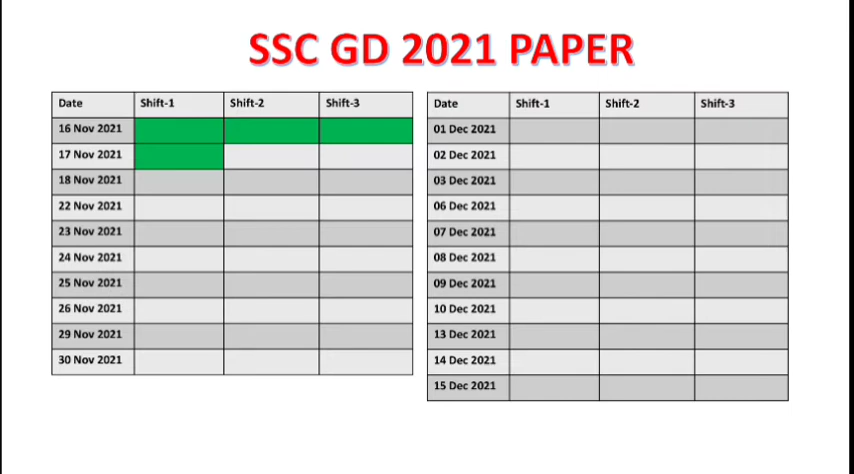 SSC GD 2021 PAPER
Date Shift-1 Shift-2 Shift-3
16 Nov 2021
17 Nov 2021
18 Nov 2021
22 Nov 2021
23 Nov 2021
24 Nov 2021
25 Nov 2021
26 Nov 2021
29 Nov 2021
30 Nov 2021
Date Shift-1 Shift-2 Shift-3
01 Dec 2021
02 Dec 2021
03 Dec 2021
06 Dec 2021
07 Dec 2021
08 Dec 2021
09 Dec 2021
10 Dec 2021
13 Dec 2021
14 Dec 2021
15 Dec 2021